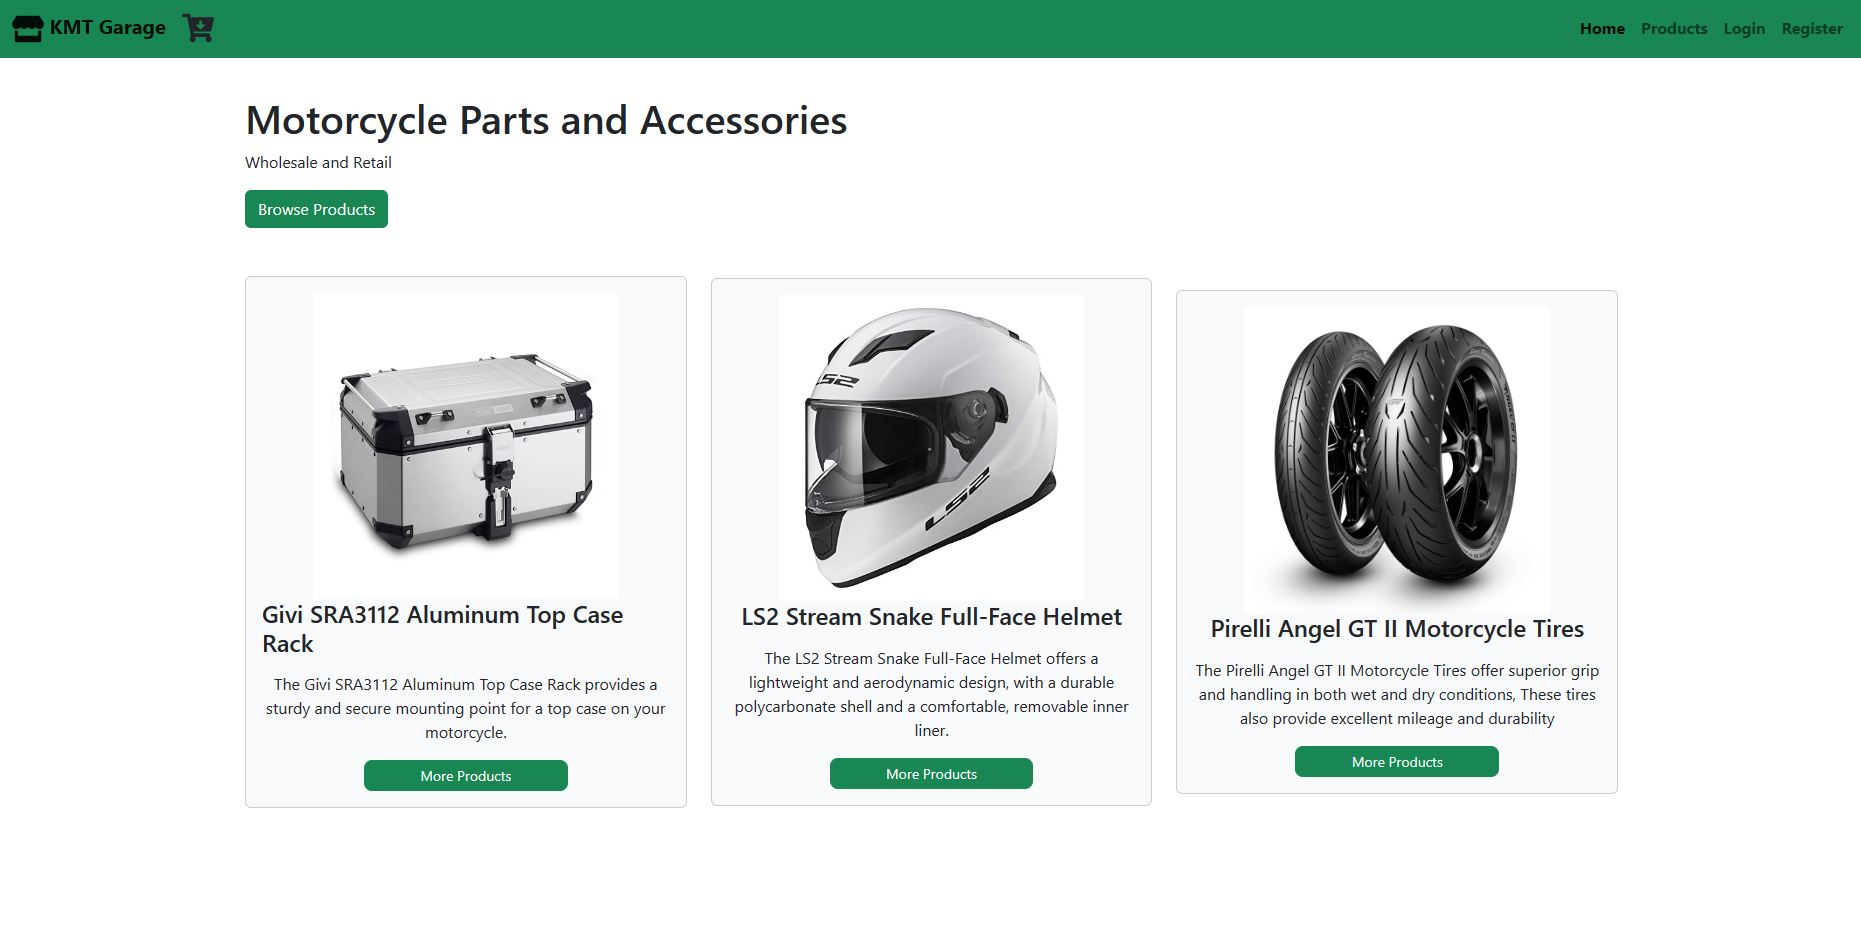 KMT Garage
Home Products Login Register
Motorcycle Parts and Accessories
Wholesale and Retail
Browse Products
Givi SRA3112 Aluminum Top Case
Rack
The Givi SRA3112 Aluminum Top Case Rack provides a
sturdy and secure mounting point for a top case on your
motorcycle.
More Products
LS2
LS2
LS2 Stream Snake Full-Face Helmet
The LS2 Stream Snake Full-Face Helmet offers a
lightweight and aerodynamic design, with a durable
polycarbonate shell and a comfortable, removable inner
liner.
More Products
Pirelli Angel GT II Motorcycle Tires
The Pirelli Angel GT II Motorcycle Tires offer superior grip
and handling in both wet and dry conditions, These tires
also provide excellent mileage and durability
More Products